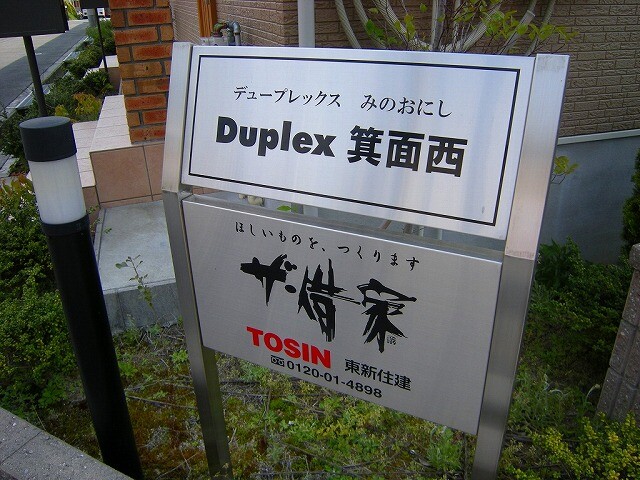 デュープレックス みのおにし
Duplex 箕面西
ほしいものを、つくります
ザ・借家
TOSIN 東新住建
0120-01-4898